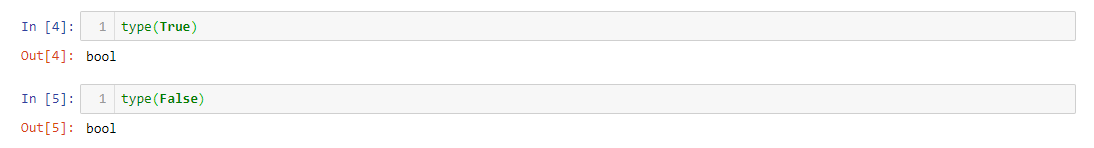 In [4]: 1 type(True)
Out[4]: bool
In [5]: 1 type(False)
Out[5]: bool